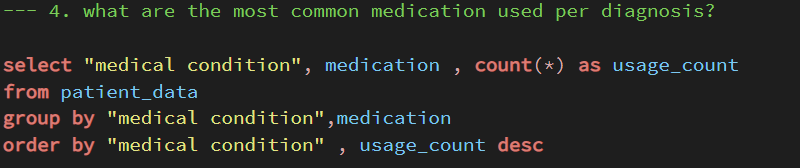 --- 4. what are the most common medication used per diagnosis?
select "medical condition", medication , count(*) as usage_count
from patient_data
group by "medical condition",medication
order by "medical condition" , usage_count desc